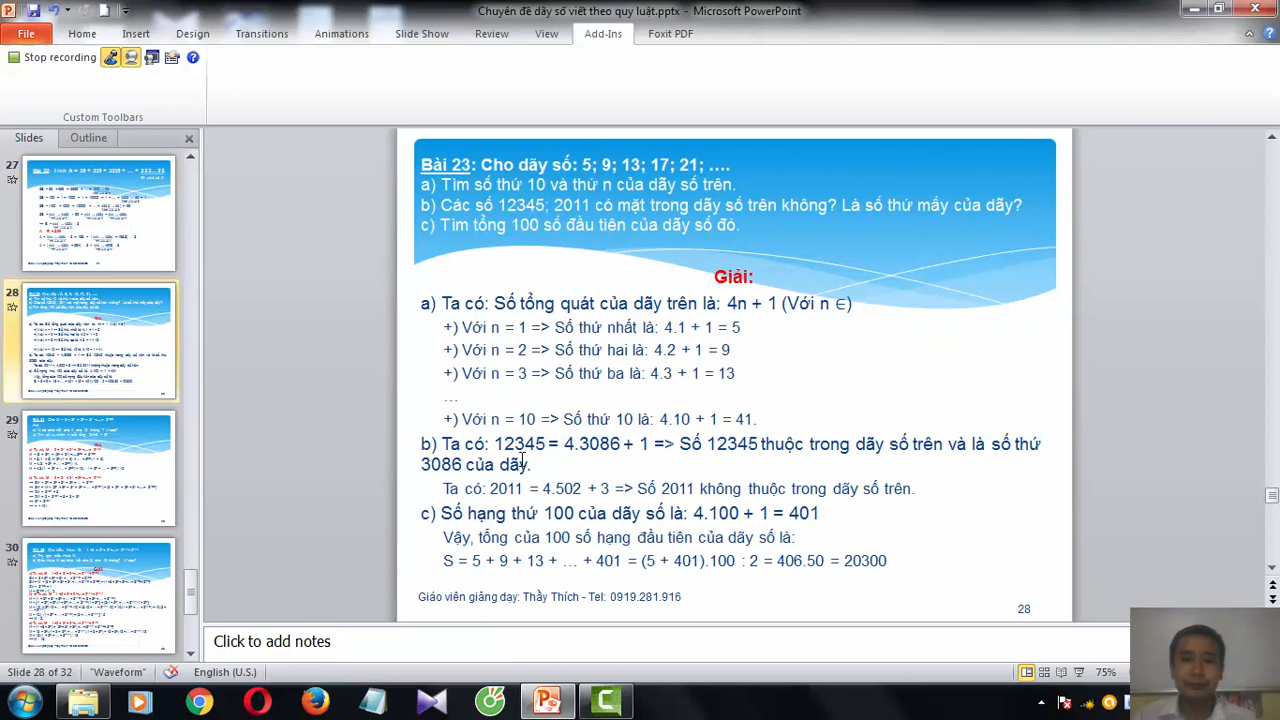 Chuyên đề dãy số viết theo quy luật.pptx - Microsoft PowerPoint
File Home Insert Design Transitions Animations Slide Show Review View Add-Ins Foxit PDF
Stop recording
Custom Toolbars
Slides Outline
27
28
29
30
Bài 23: Cho dãy số: 5; 9; 13; 17; 21; ….
a) Tìm số thứ 10 và thứ n của dãy số trên.
b) Các số 12345; 2011 có mặt trong dãy số trên không? Là số thứ mấy của dãy?
c) Tìm tổng 100 số đầu tiên của dãy số đó.
Giải:
a) Ta có: Số tổng quát của dãy trên là: 4n + 1 (Với n ∈)
+) Với n = 1 => Số thứ nhất là: 4.1 + 1 = 5
+) Với n = 2 => Số thứ hai là: 4.2 + 1 = 9
+) Với n = 3 => Số thứ ba là: 4.3 + 1 = 13
…
+) Với n = 10 => Số thứ 10 là: 4.10 + 1 = 41.
b) Ta có: 12345 = 4.3086 + 1 => Số 12345 thuộc trong dãy số trên và là số thứ
3086 của dãy.
Ta có: 2011 = 4.502 + 3 => Số 2011 không thuộc trong dãy số trên.
c) Số hạng thứ 100 của dãy số là: 4.100 + 1 = 401
Vậy, tổng của 100 số hạng đầu tiên của dãy số là:
S = 5 + 9 + 13 + … + 401 = (5 + 401).100 : 2 = 406.50 = 20300
Giáo viên giảng dạy: Thầy Thích - Tel: 0919.281.916
28
Click to add notes
Slide 28 of 32 "Waveform" English (U.S.) 75%